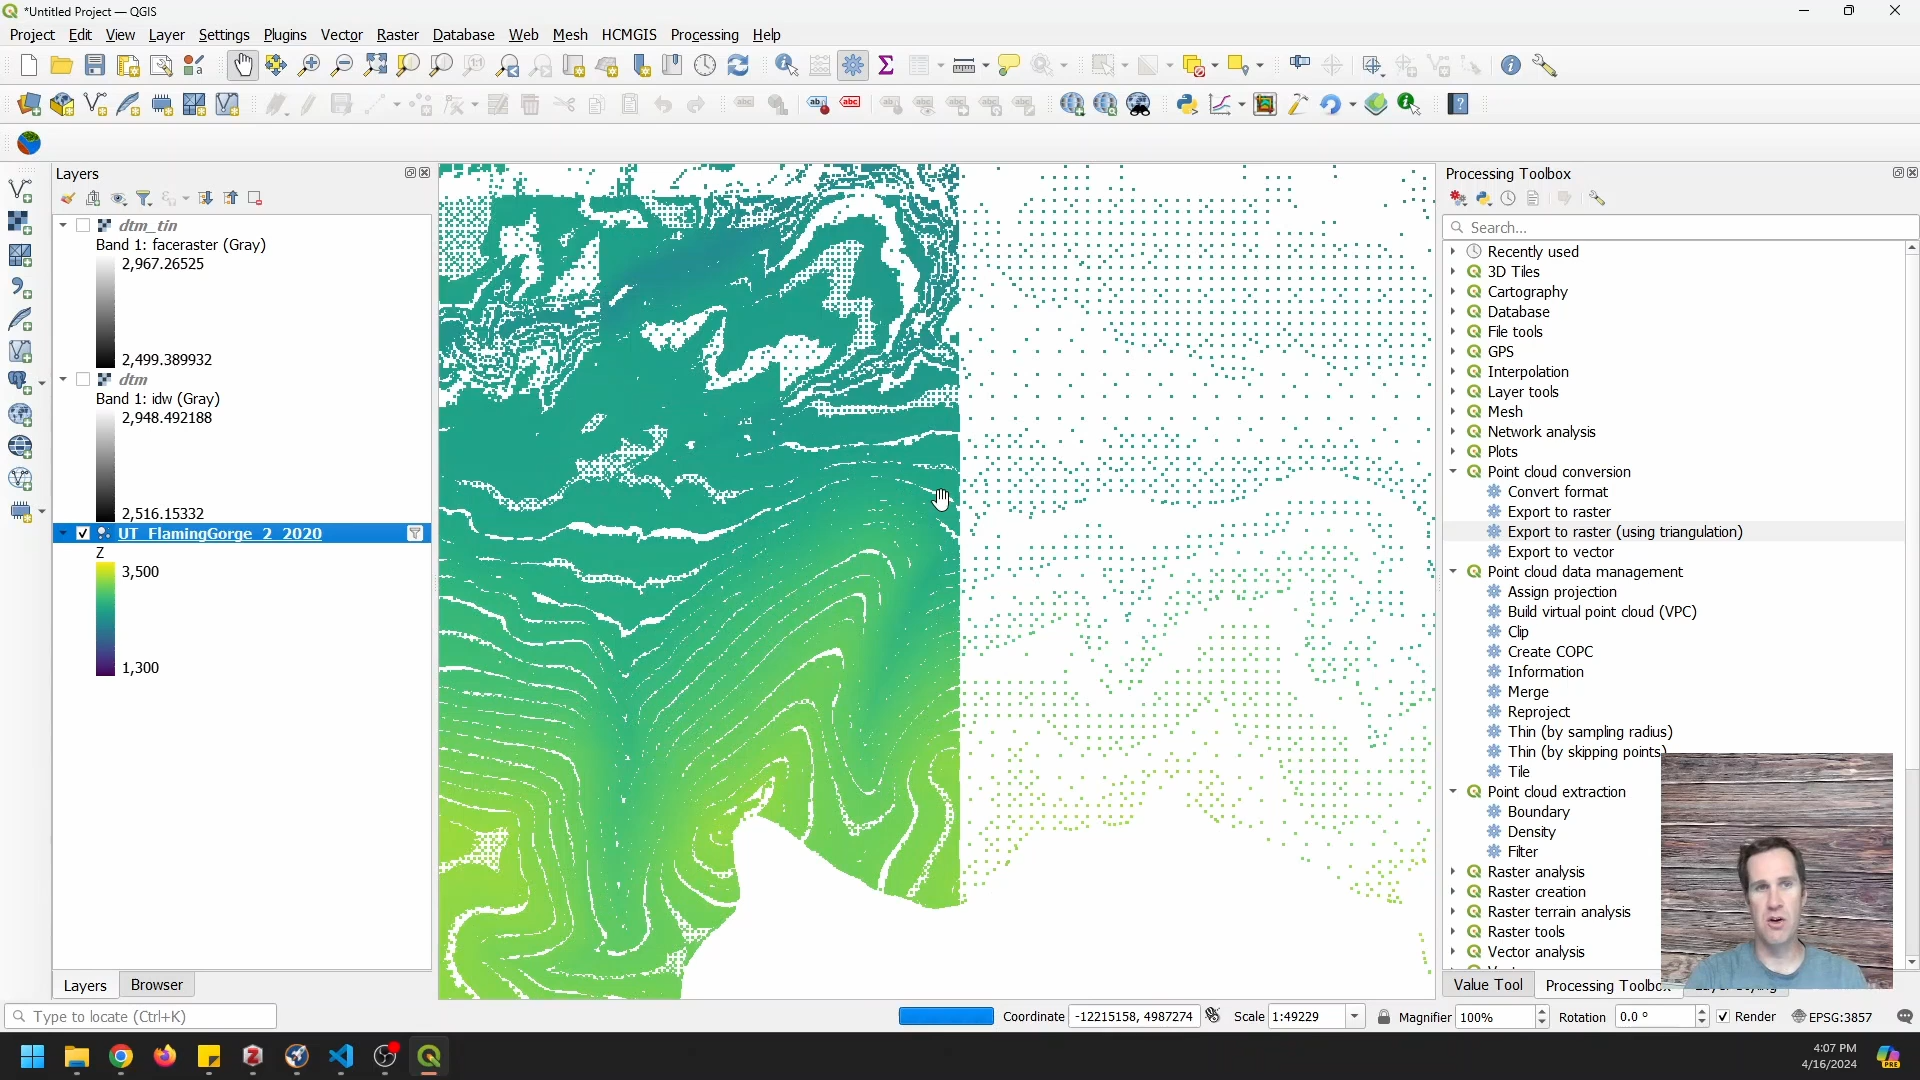 *Untitled Project — QGIS
Project Edit View Layer Settings Plugins Vector Raster Database Web Mesh HCMGIS Processing Help
Layers
dtm_tin
Band 1: faceraster (Gray)
2,967.26525
2,499.389932
dtm
Band 1: idw (Gray)
2,948.492188
2,516.15332
UT_FlamingGorge_2_2020
Z
3,500
1,300
Layers
Browser
Processing Toolbox
Search...
Recently used
3D Tiles
Cartography
Database
File tools
GPS
Interpolation
Layer tools
Mesh
Network analysis
Plots
Point cloud conversion
Convert format
Export to raster
Export to raster (using triangulation)
Export to vector
Point cloud data management
Assign projection
Build virtual point cloud (VPC)
Clip
Create COPC
Information
Merge
Reproject
Thin (by sampling radius)
Thin (by skipping points)
Tile
Point cloud extraction
Boundary
Density
Filter
Raster analysis
Raster creation
Raster terrain analysis
Raster tools
Vector analysis
Value Tool
Processing Toolbox
Type to locate (Ctrl+K)
Coordinate -12215158, 4987274 Scale 1:49229 Magnifier 100% Rotation 0.0 ° Render EPSG:3857
4:07 PM
4/16/2024